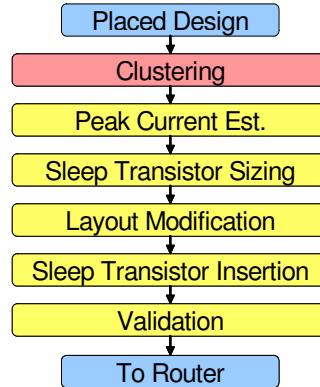 Placed Design
Clustering
Peak Current Est.
Sleep Transistor Sizing
Layout Modification
Sleep Transistor Insertion
Validation
To Router